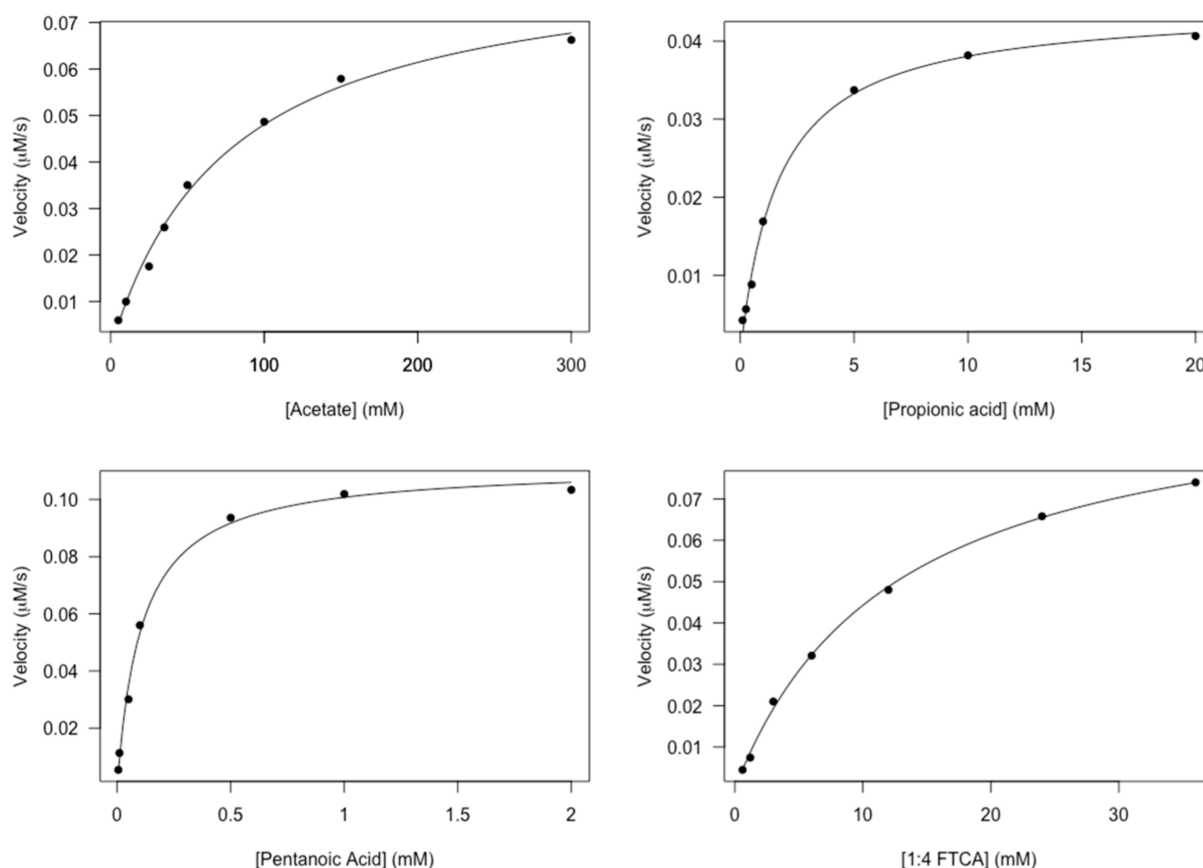 0.07
0.06
0.05
0.04
0.03
0.02
0.01
Velocity (μM/s)
0 100 200 300
[Acetate] (mM)
0.04
0.03
0.02
0.01
Velocity (μM/s)
0 5 10 15 20
[Propionic acid] (mM)
0.10
0.08
0.06
0.04
0.02
Velocity (μM/s)
0 0.5 1 1.5 2
[Pentanoic Acid] (mM)
0.07
0.06
0.05
0.04
0.03
0.02
0.01
Velocity (μM/s)
0 10 20 30
[1:4 FTCA] (mM)